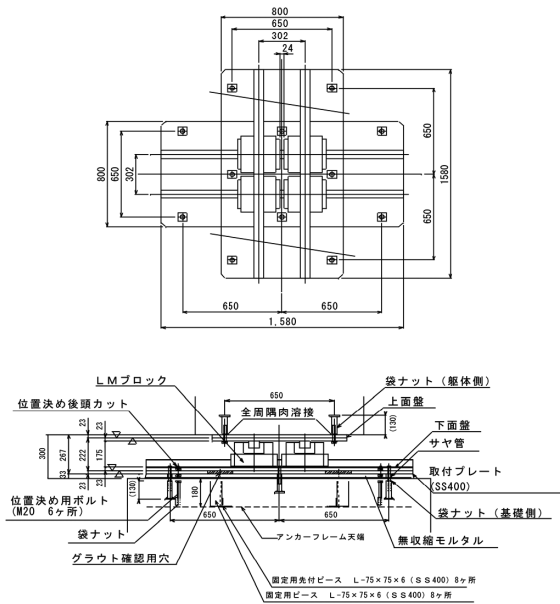 800
650
302
24
800
650
302
650
1580
650
650
650
1,580
LMブロック
650
袋ナット (躯体側)
位置決め後頭カット
全周隅肉溶接
上面盤
(130)
23
23
下面盤
サヤ管
300
267
222
175
取付プレート
(SS400)
33
23
(130)
180
位置決め用ボルト
(M20 6ヶ所)
袋ナット (基礎側)
650
650
袋ナット
アンカーフレーム天端
無収縮モルタル
グラウト確認用穴
固定用先付ピース L-75×75×6 (SS400) 8ヶ所
固定用ピース L-75×75×6 (SS400) 8ヶ所